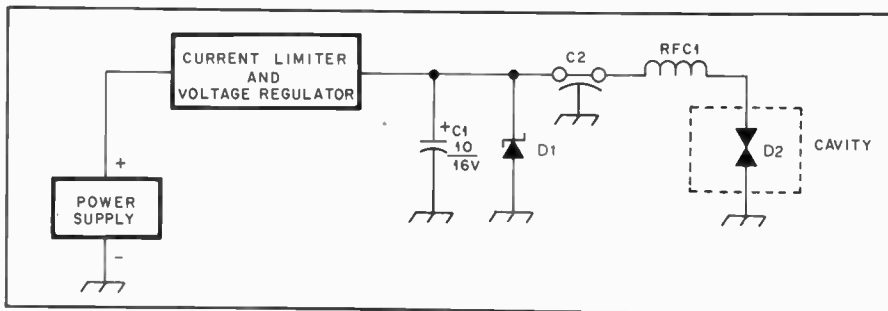 CURRENT LIMITER
AND
VOLTAGE REGULATOR
C2
RFC1
+C1
10
16V
D1
D2
CAVITY
+
POWER
SUPPLY
-